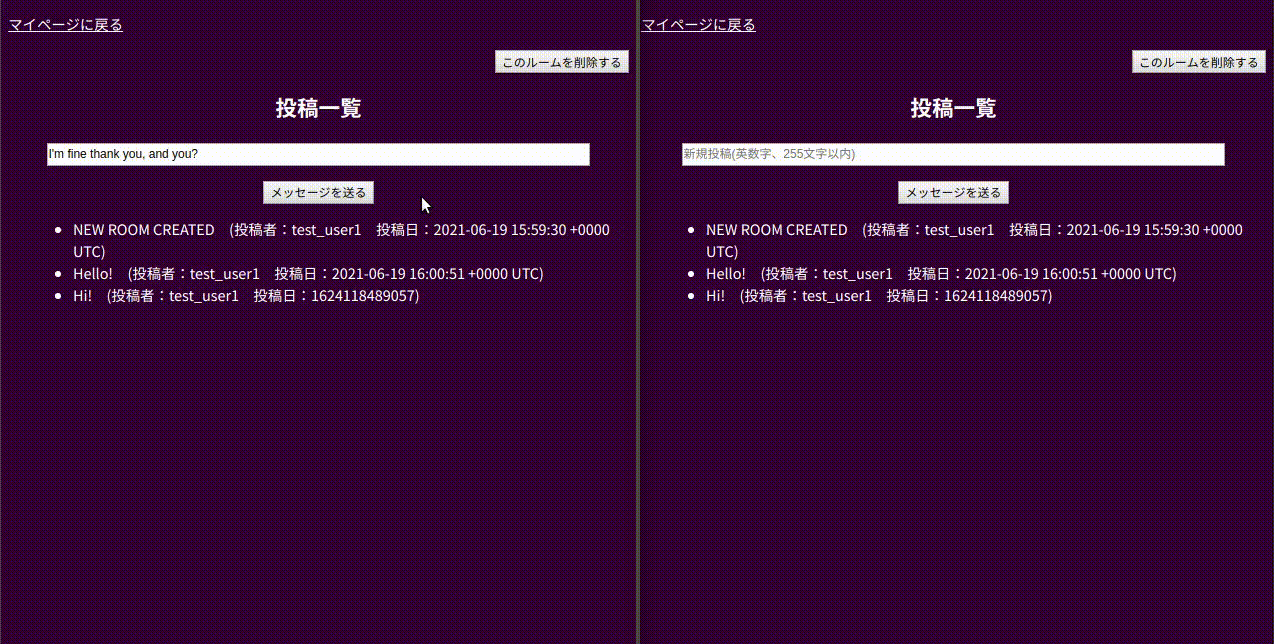 マイページに戻る
このルームを削除する
投稿一覧
I'm fine thank you, and you?
メッセージを送る
NEW ROOM CREATED　(投稿者：test_user1　投稿日：2021-06-19 15:59:30 +0000
UTC)
Hello!　(投稿者：test_user1　投稿日：2021-06-19 16:00:51 +0000 UTC)
Hi!　(投稿者：test_user1　投稿日：1624118489057)
マイページに戻る
このルームを削除する
投稿一覧
新規投稿(英数字、255文字以内)
メッセージを送る
NEW ROOM CREATED　(投稿者：test_user1　投稿日：2021-06-19 15:59:30 +0000
UTC)
Hello!　(投稿者：test_user1　投稿日：2021-06-19 16:00:51 +0000 UTC)
Hi!　(投稿者：test_user1　投稿日：1624118489057)